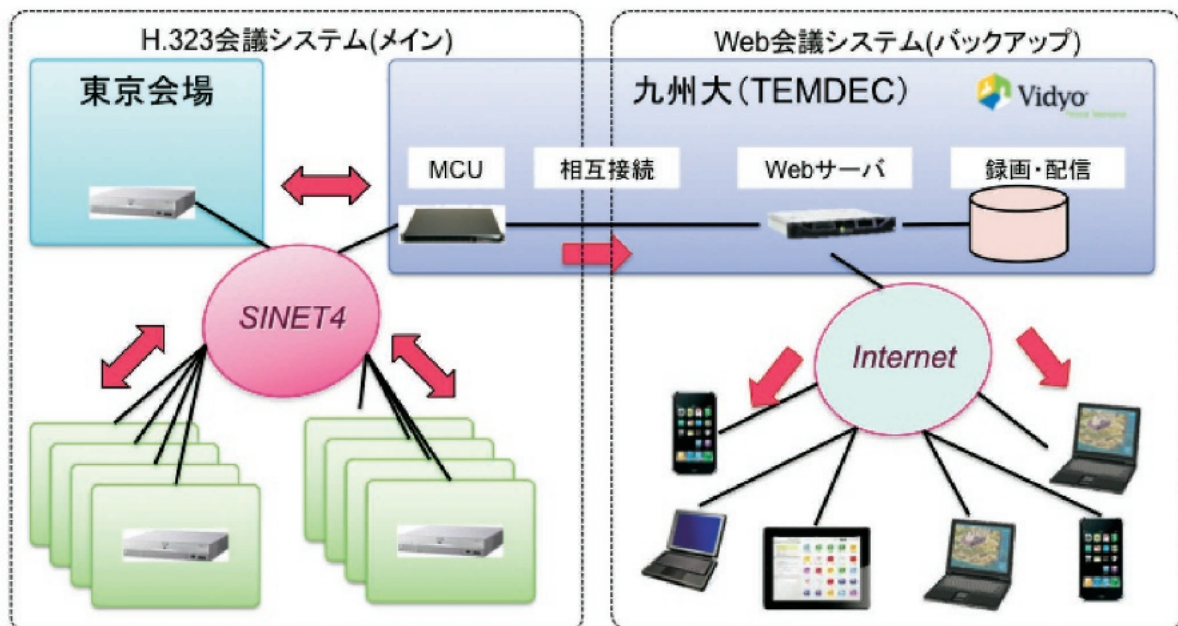 H.323会議システム(メイン)
Web会議システム(バックアップ)
東京会場
九州大(TEMDEC)
Vidyo
MCU
相互接続
Webサーバ
録画・配信
SINET4
Internet